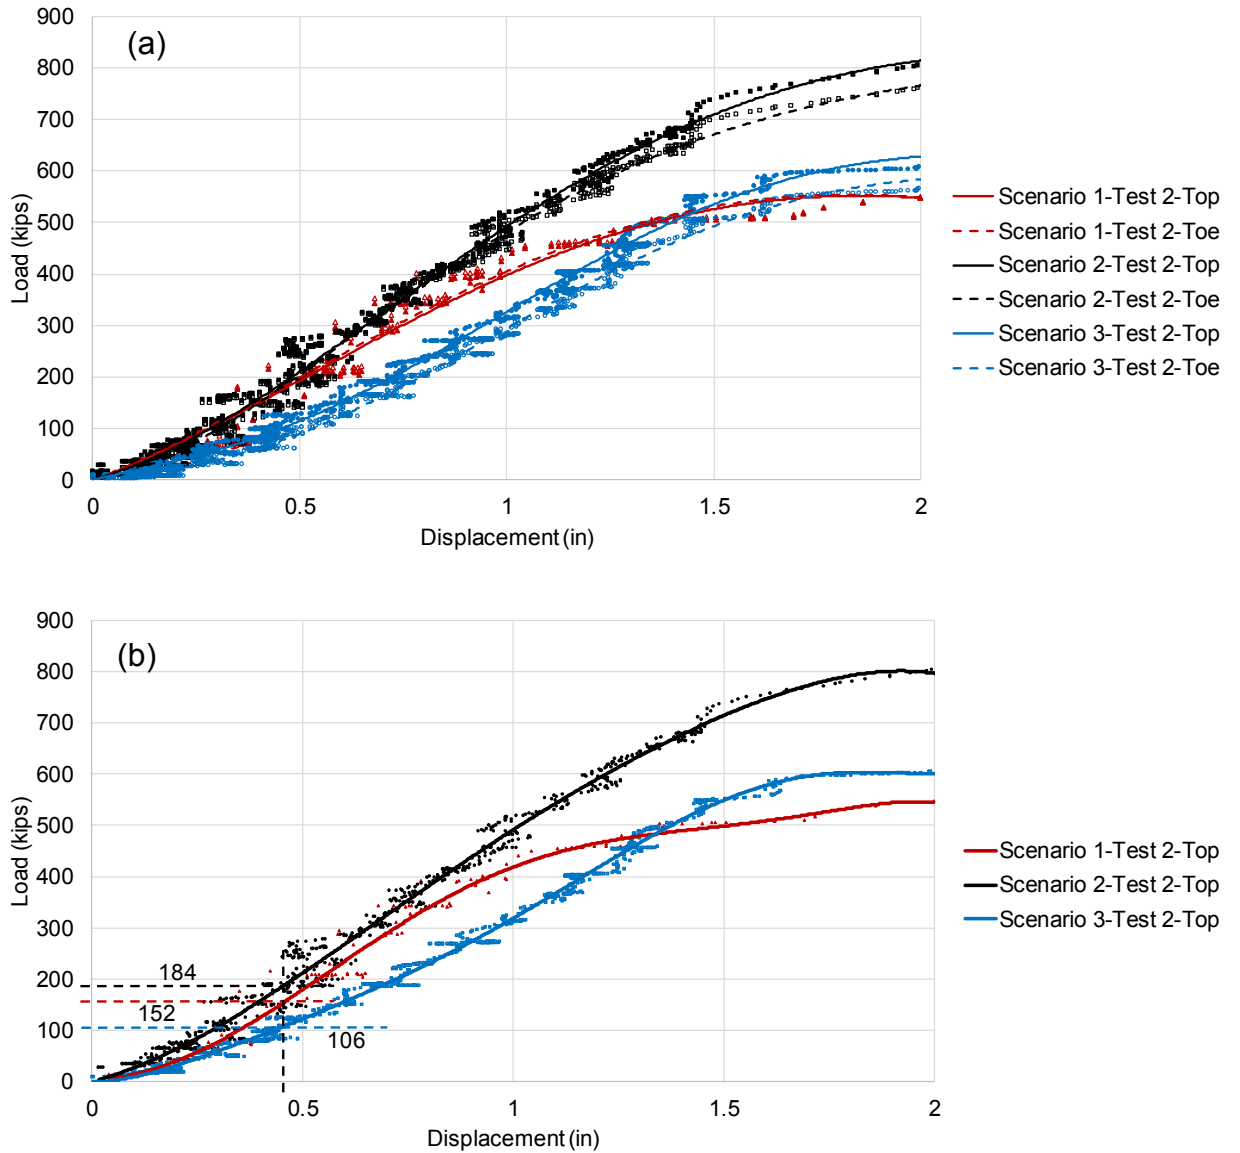 (a)
900
800
700
600
500
400
300
200
100
0
Load (kips)
0 0.5 1 1.5 2
Displacement (in)
Scenario 1-Test 2-Top
Scenario 1-Test 2-Toe
Scenario 2-Test 2-Top
Scenario 2-Test 2-Toe
Scenario 3-Test 2-Top
Scenario 3-Test 2-Toe
(b)
900
800
700
600
500
400
300
200
100
0
Load (kips)
184
152
106
0 0.5 1 1.5 2
Displacement (in)
Scenario 1-Test 2-Top
Scenario 2-Test 2-Top
Scenario 3-Test 2-Top